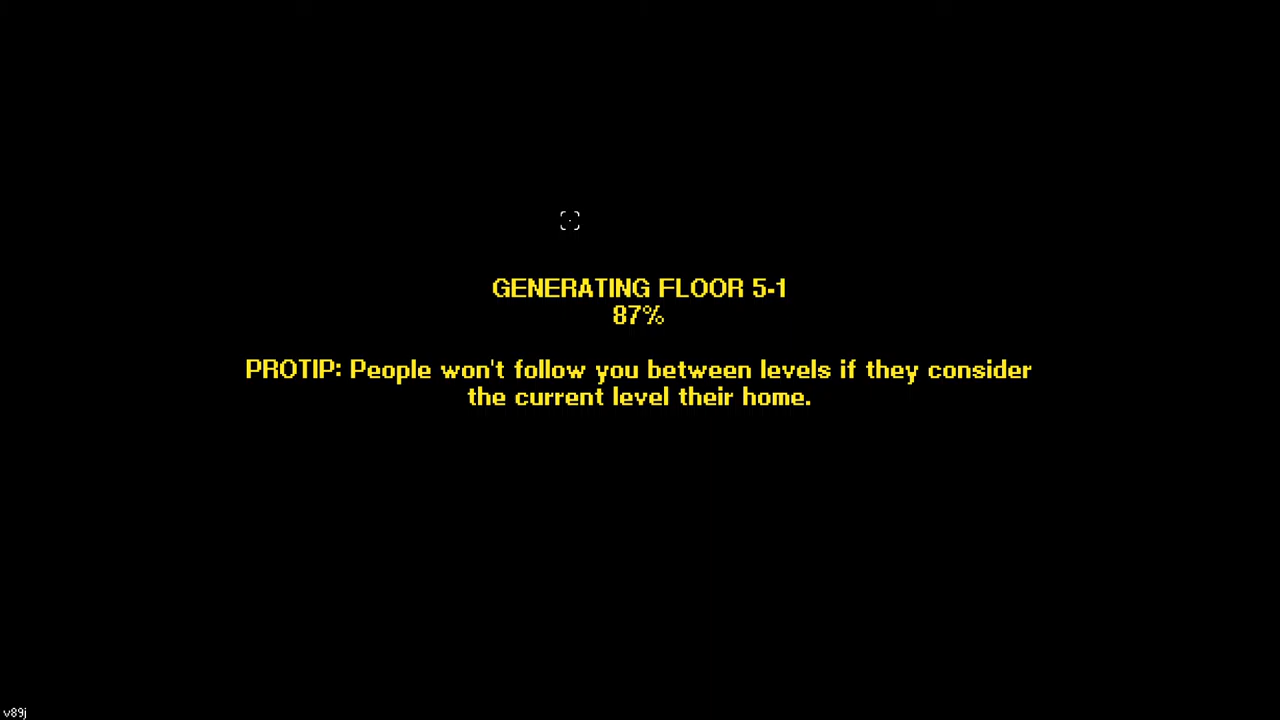 GENERATING FLOOR 5-1
87%
PROTIP: People won't follow you between levels if they consider
the current level their home.
v89j